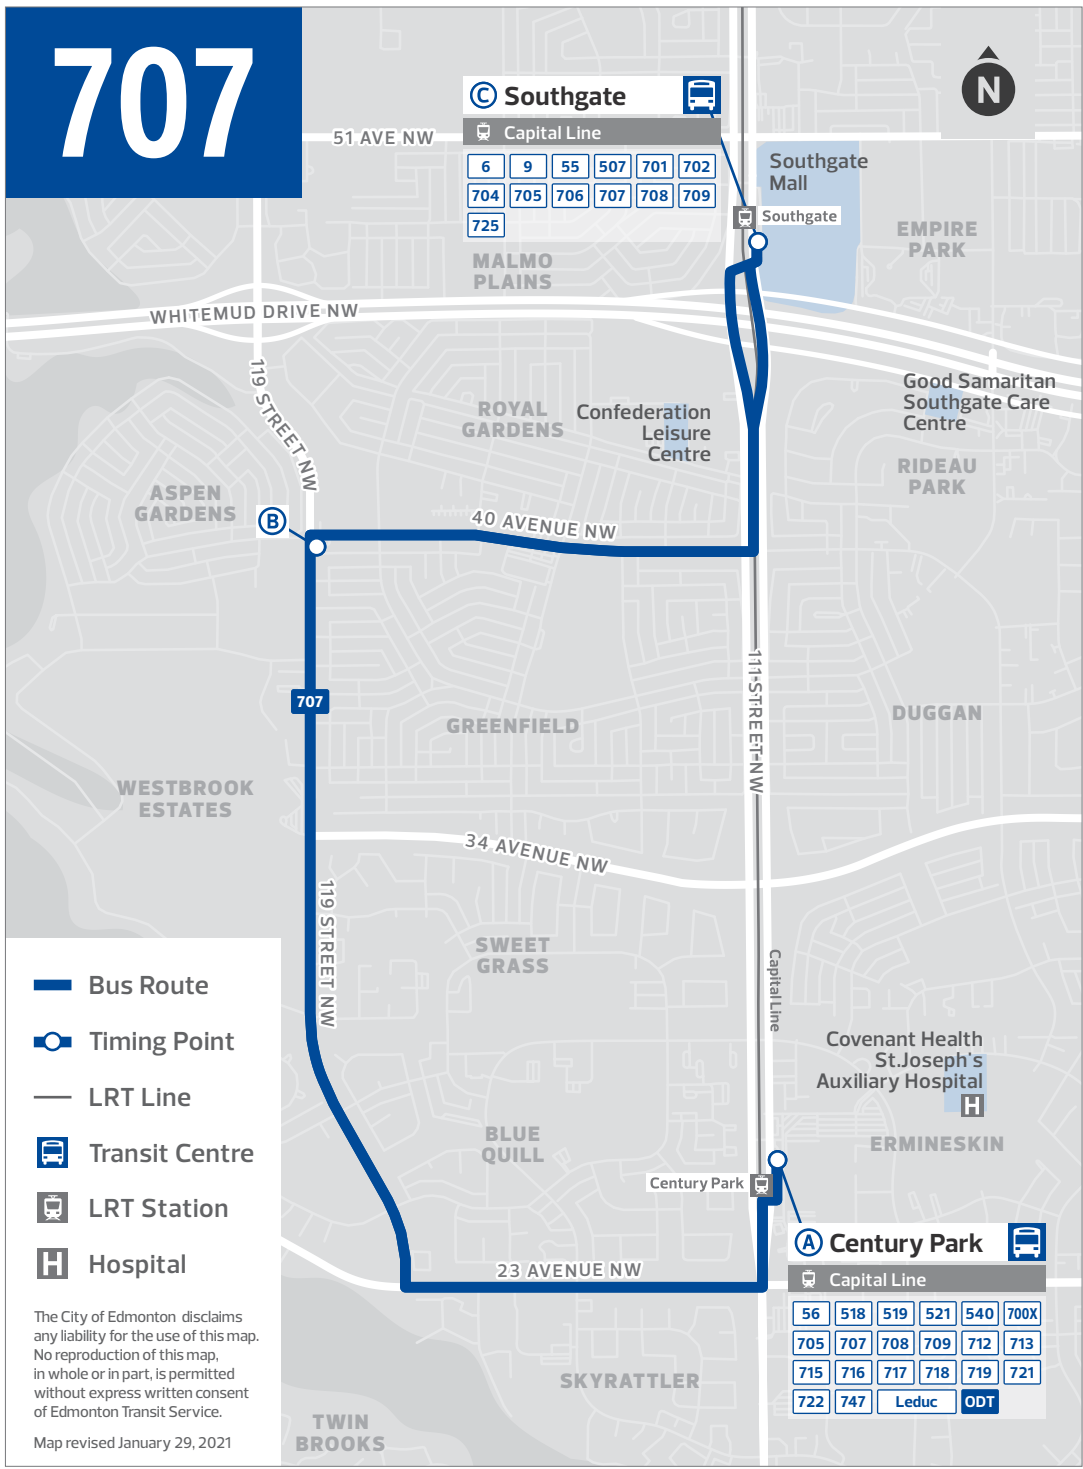 707
N
C Southgate
Capital Line
6 9 55 507 701 702
704 705 706 707 708 709
725
51 AVE NW
Southgate
Mall
Southgate
EMPIRE
PARK
MALMO
PLAINS
WHITEMUD DRIVE NW
119 STREET NW
Good Samaritan
Southgate Care
Centre
ROYAL
GARDENS
Confederation
Leisure
Centre
RIDEAU
PARK
ASPEN
GARDENS
B
40 AVENUE NW
707
111 STREET NW
GREENFIELD
DUGGAN
WESTBROOK
ESTATES
34 AVENUE NW
119 STREET NW
SWEET
GRASS
Capital Line
Covenant Health
St.Joseph's
Auxiliary Hospital
H
ERMINESKIN
BLUE
QUILL
Century Park
A Century Park
Capital Line
56 518 519 521 540 700X
705 707 708 709 712 713
715 716 717 718 719 721
722 747 Leduc ODT
23 AVENUE NW
SKYRATTLER
TWIN
BROOKS
Bus Route
Timing Point
LRT Line
Transit Centre
LRT Station
H Hospital
The City of Edmonton disclaims
any liability for the use of this map.
No reproduction of this map,
in whole or in part, is permitted
without express written consent
of Edmonton Transit Service.
Map revised January 29, 2021